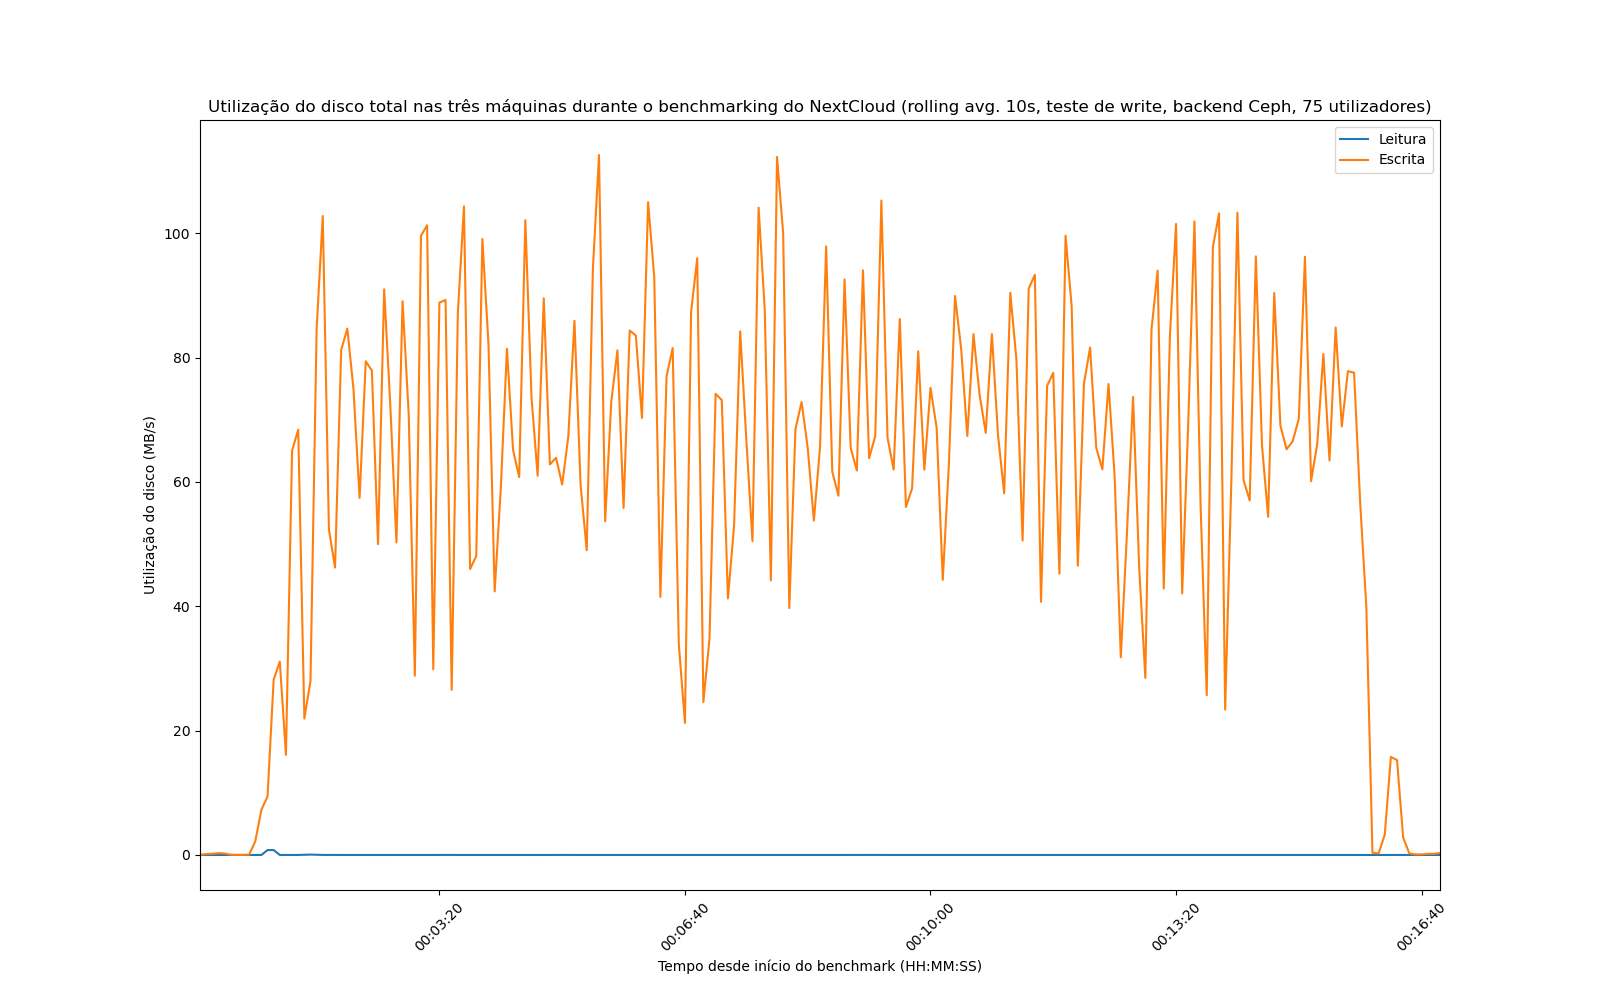 Utilização do disco total nas três máquinas durante o benchmarking do NextCloud (rolling avg. 10s, teste de write, backend Ceph, 75 utilizadores)
Leitura
Escrita
Utilização do disco (MB/s)
100
80
60
40
20
0
00:03:20
00:06:40
00:10:00
00:13:20
00:16:40
Tempo desde início do benchmark (HH:MM:SS)